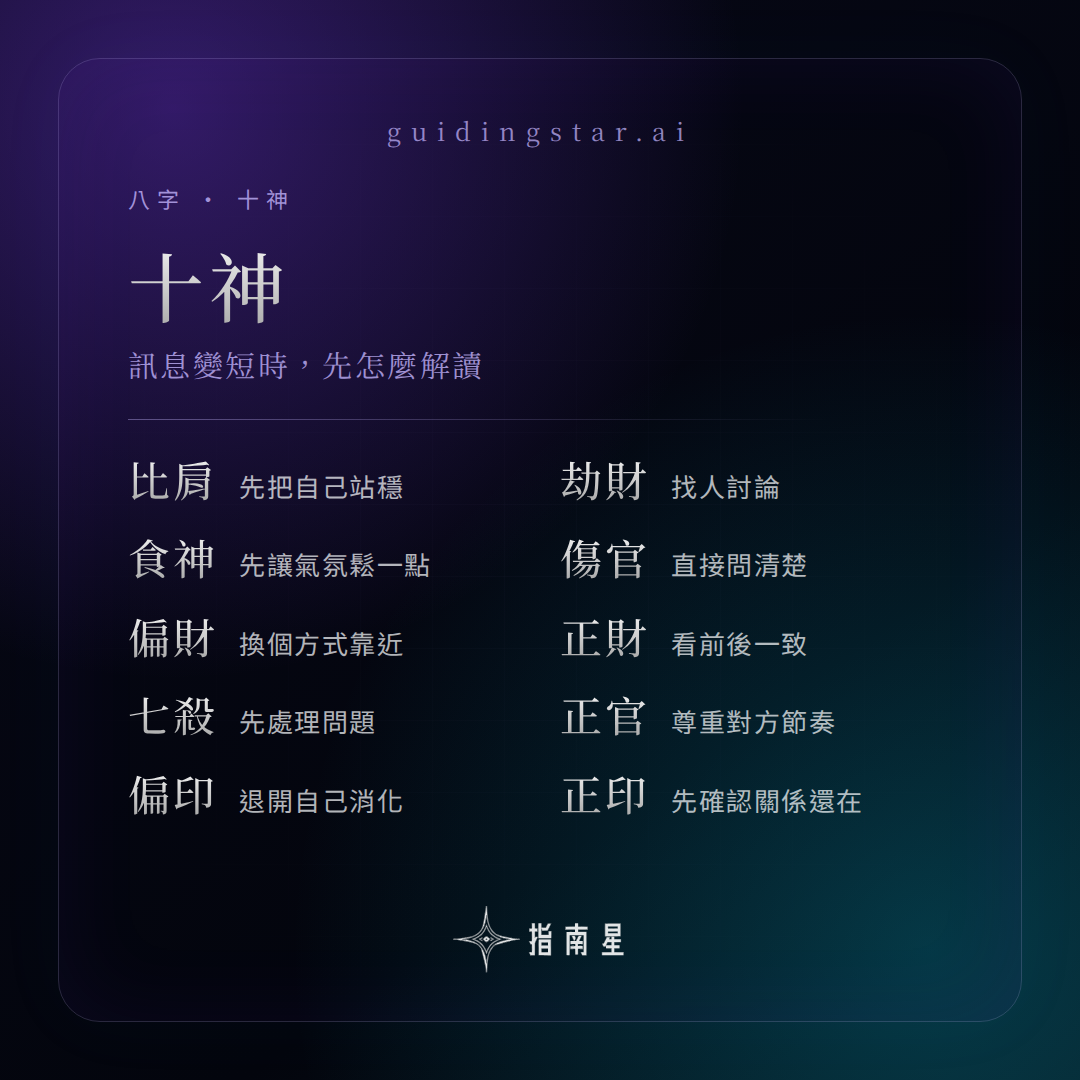 guidingstar.ai
八字 · 十神
十神
訊息變短時，先怎麼解讀
比肩 先把自己站穩
劫財 找人討論
食神 先讓氣氛鬆一點
傷官 直接問清楚
偏財 換個方式靠近
正財 看前後一致
七殺 先處理問題
正官 尊重對方節奏
偏印 退開自己消化
正印 先確認關係還在
指南星